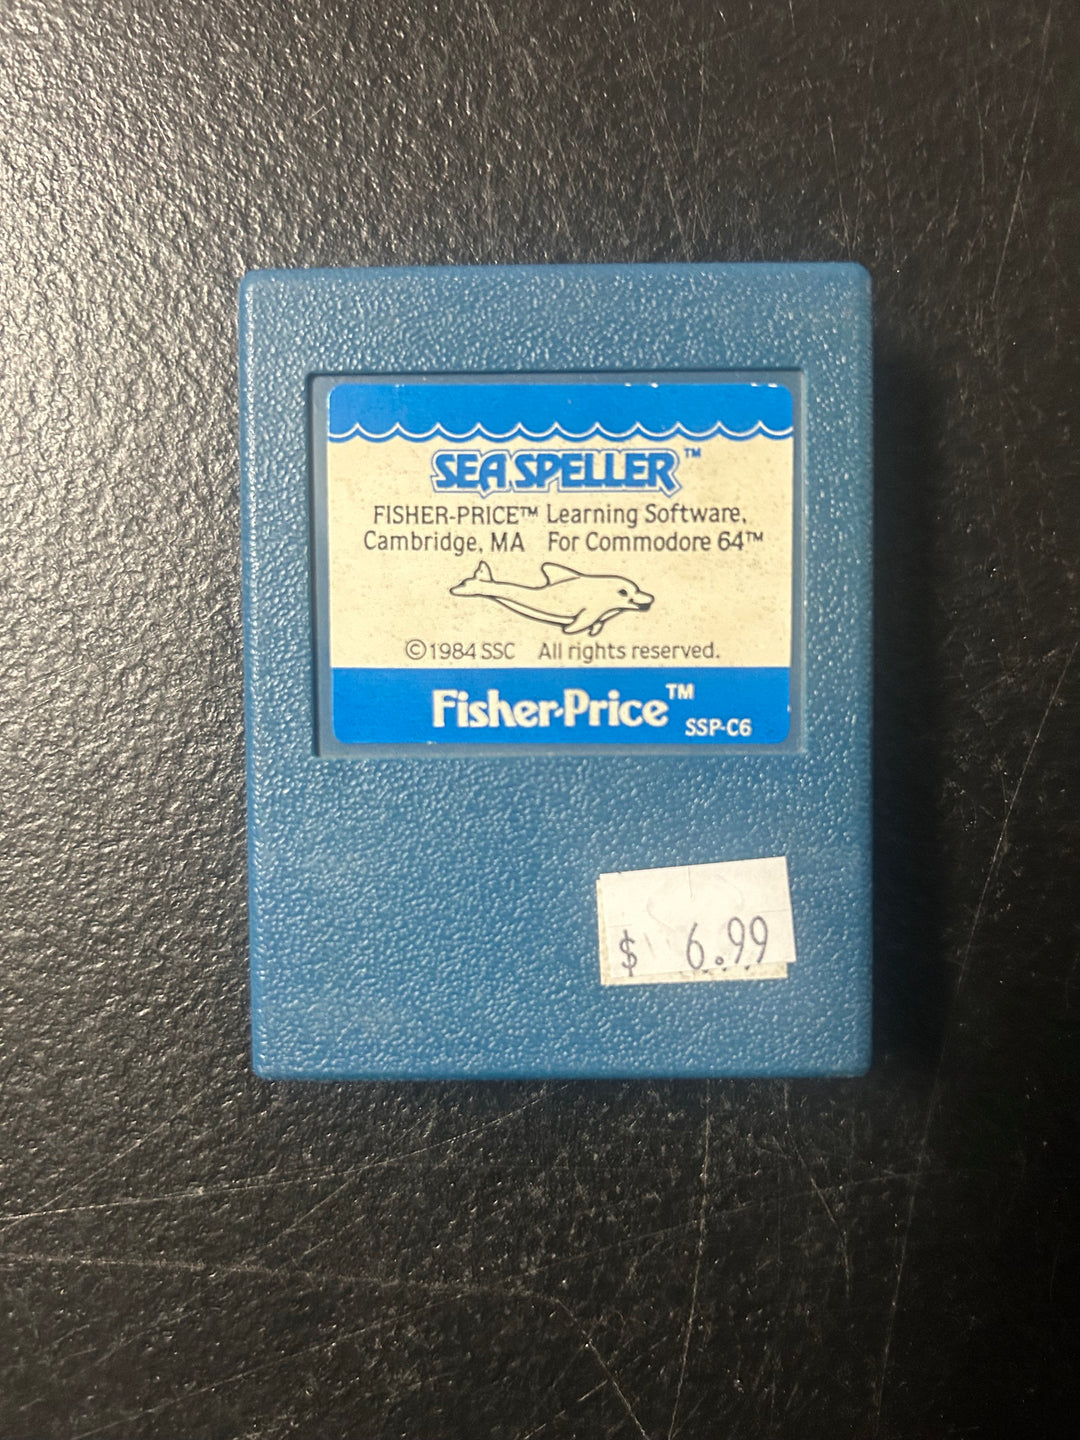 SEA SPELLER™
FISHER-PRICE™ Learning Software,
Cambridge, MA For Commodore 64™
©1984 SSC All rights reserved.
Fisher-Price™
SSP-C6
$ 6.99